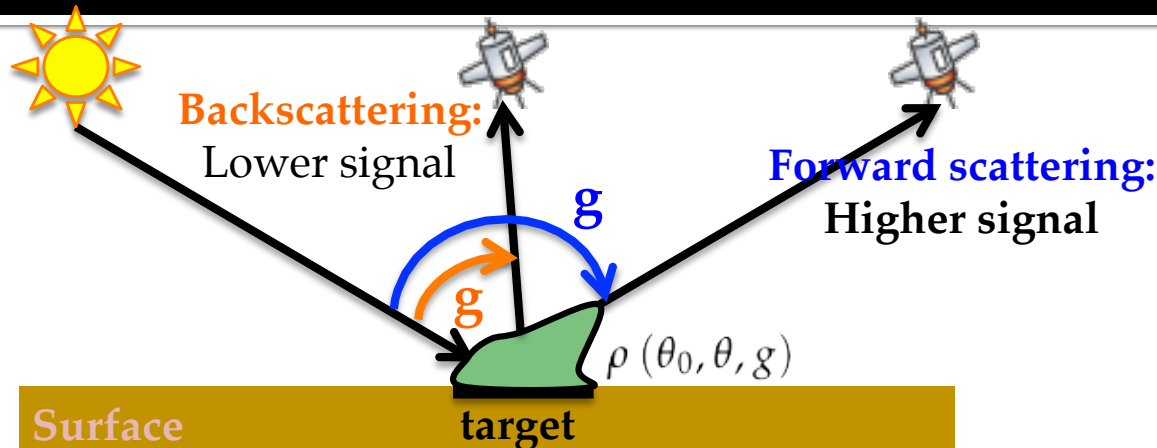 Backscattering:
Lower signal
g
Forward scattering:
Higher signal
g
ρ (θ₀, θ, g)
Surface
target